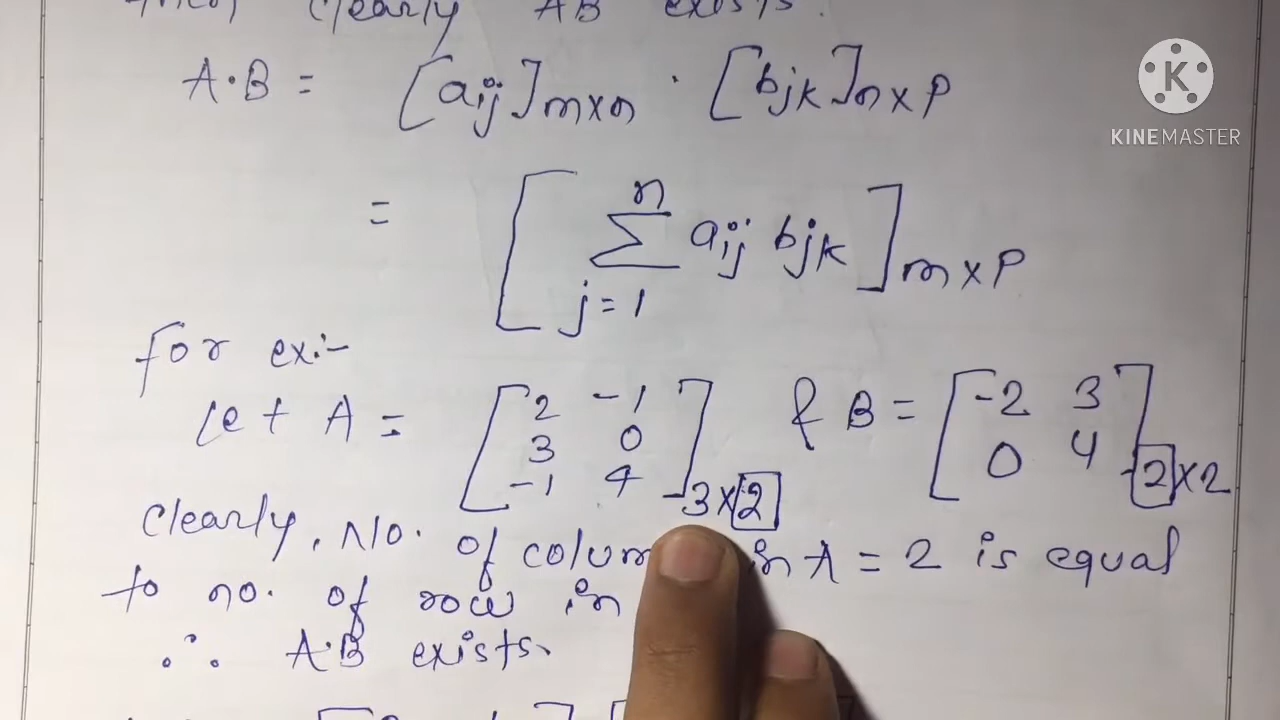 then clearly AB exists.
A·B = [aij]m×n · [bjk]n×p
KINEMASTER
= [ n∑j=1 aij bjk ]m×p
for ex:-
let A = [2 -1 3 0 -1 4]3×2 & B = [-2 3 0 4]2×2
Clearly, No. of colum in A = 2 is equal
to no. of row in
∴ A·B exists.